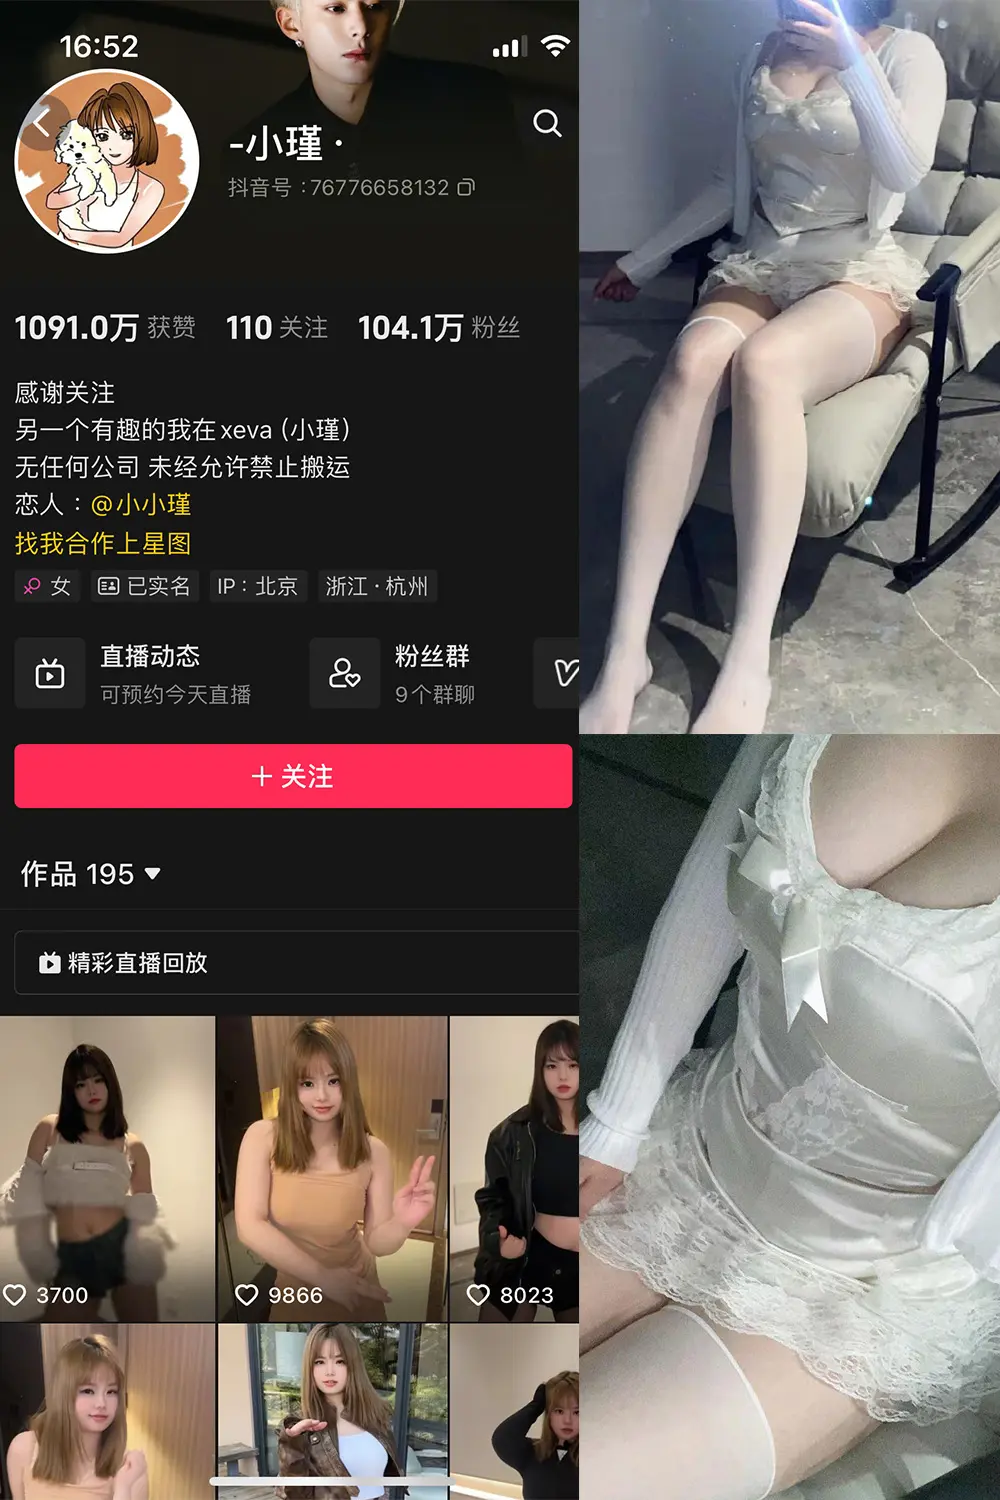 16:52
-小瑾·
抖音号：76776658132
1091.0万 获赞 110 关注 104.1万 粉丝
感谢关注
另一个有趣的我在xeva (小瑾)
无任何公司 未经允许禁止搬运
恋人：@小小瑾
找我合作上星图
女 已实名 IP：北京 浙江·杭州
直播动态 粉丝群
可预约今天直播 9个群聊
+ 关注
作品 195
精彩直播回放
3700 9866 8023